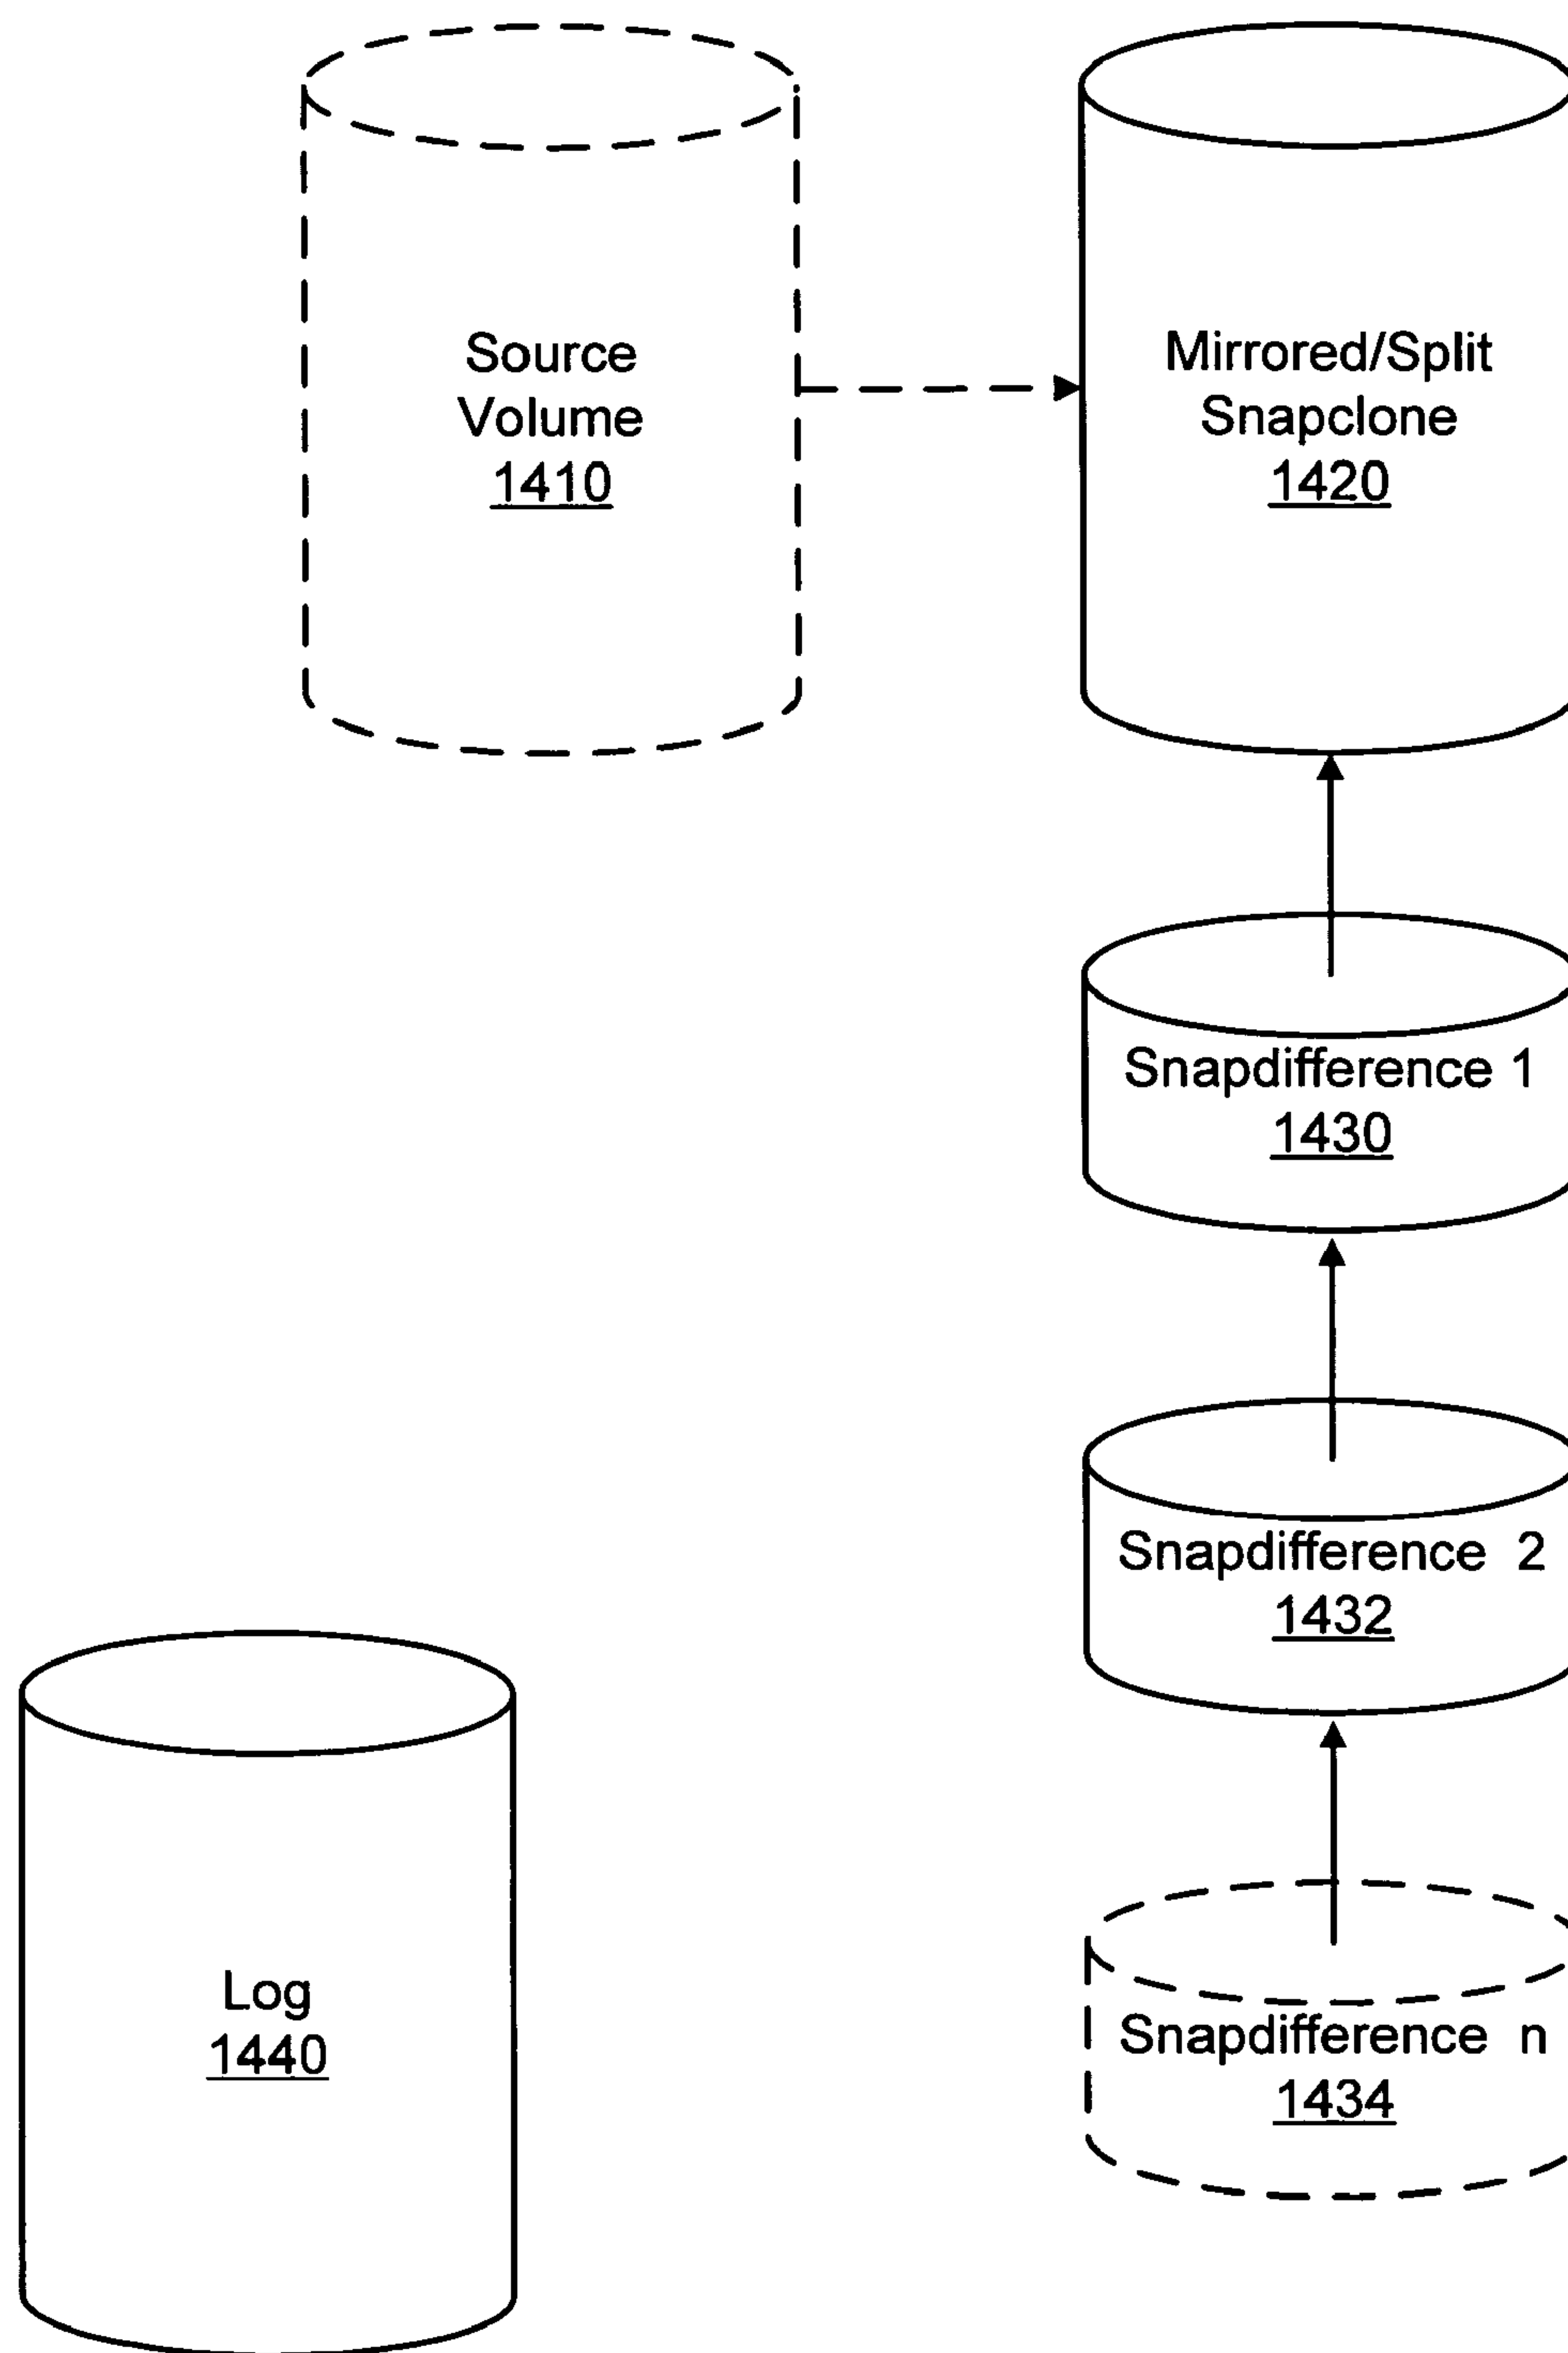 Source
Volume
1410
Mirrored/Split
Snapclone
1420
Snapdifference 1
1430
Snapdifference 2
1432
Log
1440
Snapdifference n
1434